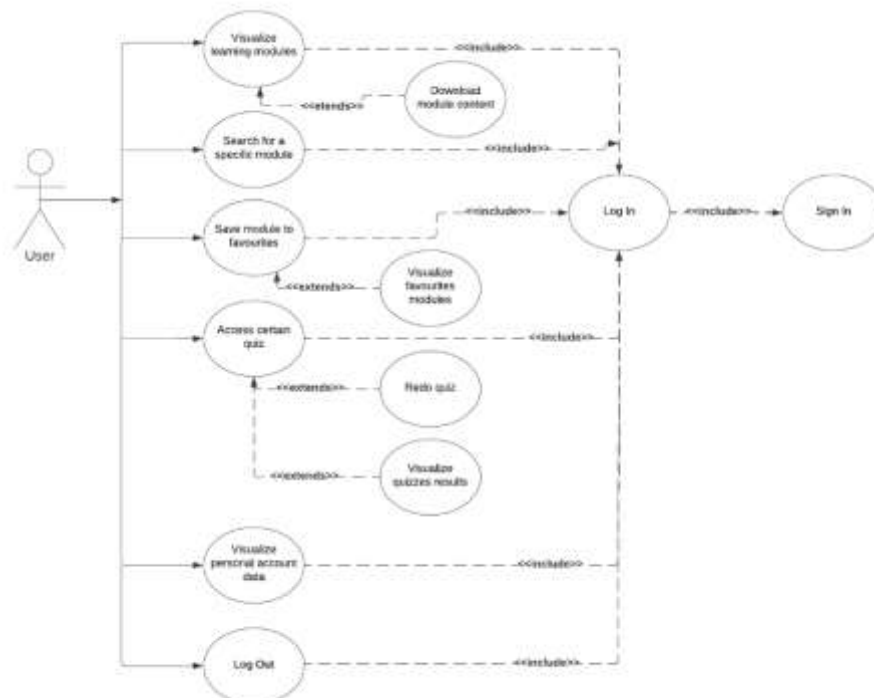 Visualize
learning modules
<<include>>
Download
module content
<<etends>>
Search for a
specific module
<<include>>
User
Save module to
favourites
<<include>>
Log In
<<include>>
Sign In
Visualize
favourites
modules
<<extends>>
Access certain
quiz
<<include>>
<<extends>>
Redo quiz
Visualize
quizzes results
<<extends>>
Visualize
personal account
data
<<include>>
Log Out
<<include>>